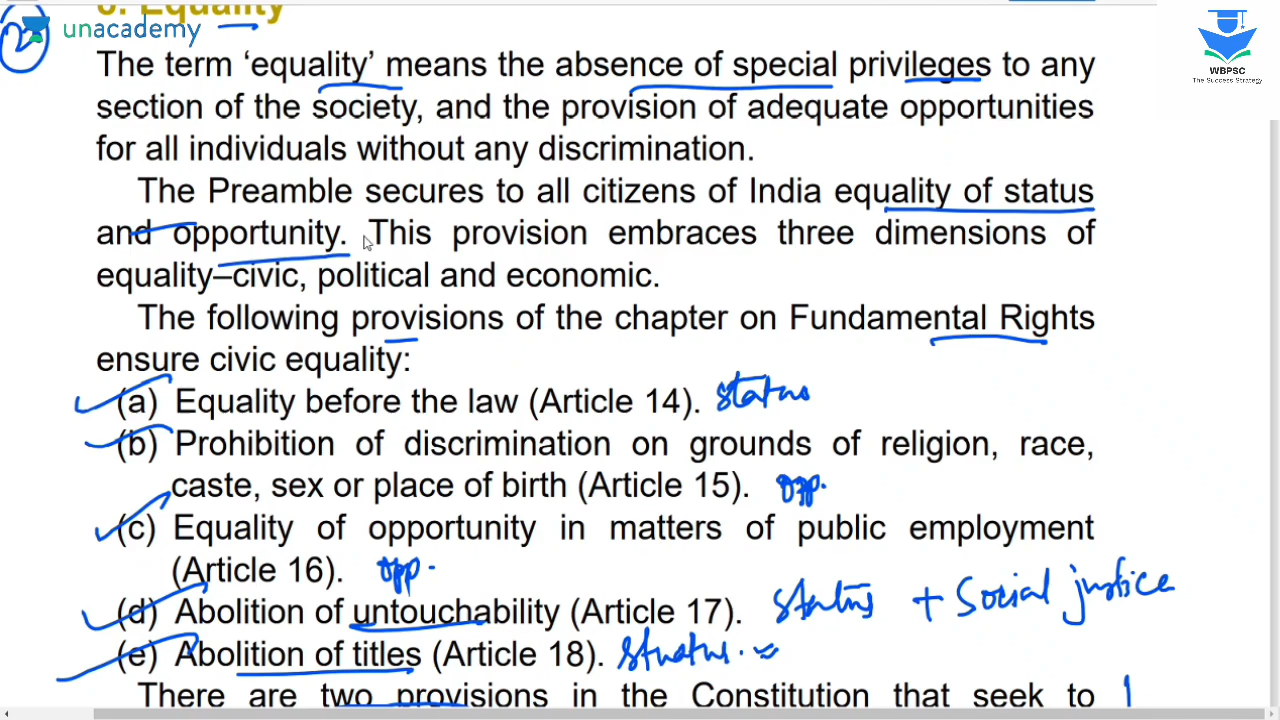 6. Equality
unacademy
WBPSC
The Success Strategy
The term ‘equality’ means the absence of special privileges to any
section of the society, and the provision of adequate opportunities
for all individuals without any discrimination.
The Preamble secures to all citizens of India equality of status
and opportunity. This provision embraces three dimensions of
equality–civic, political and economic.
The following provisions of the chapter on Fundamental Rights
ensure civic equality:
(a) Equality before the law (Article 14). status
(b) Prohibition of discrimination on grounds of religion, race,
caste, sex or place of birth (Article 15). opp.
(c) Equality of opportunity in matters of public employment
(Article 16). opp.
(d) Abolition of untouchability (Article 17). status + Social justice
(e) Abolition of titles (Article 18). status.
There are two provisions in the Constitution that seek to